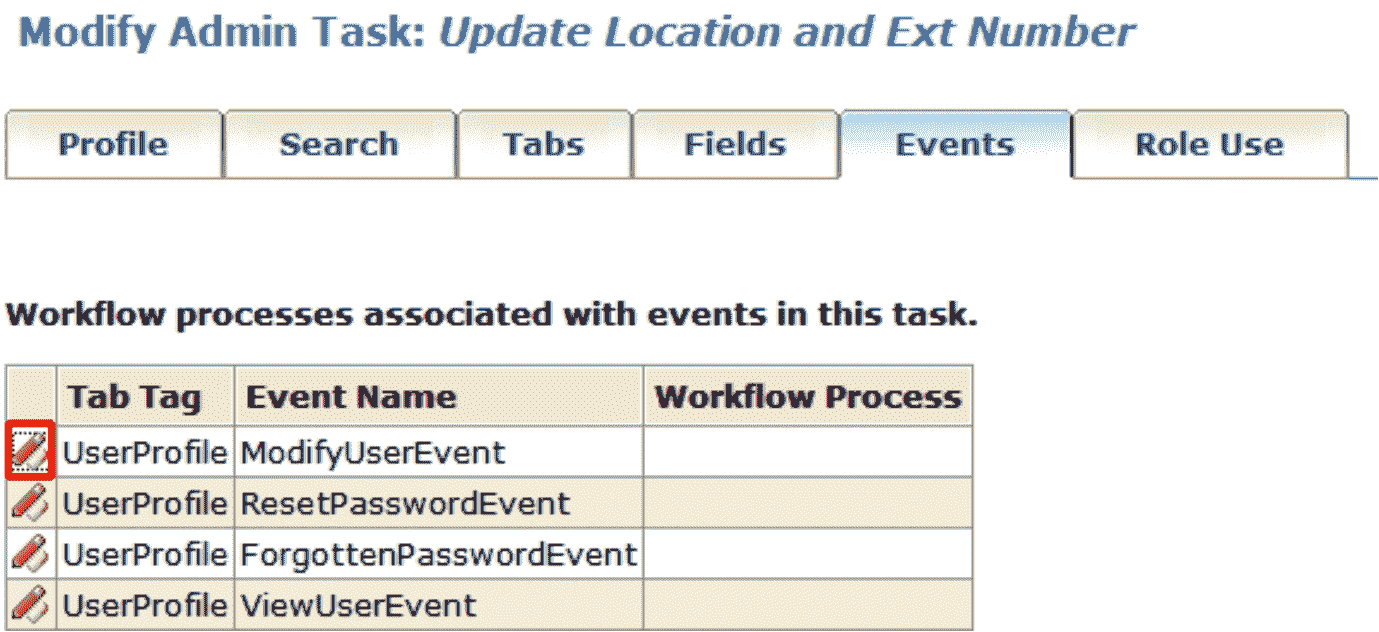 Modify Admin Task: Update Location and Ext Number
Profile Search Tabs Fields Events Role Use
Workflow processes associated with events in this task.
Tab Tag Event Name Workflow Process
UserProfile ModifyUserEvent
UserProfile ResetPasswordEvent
UserProfile ForgottenPasswordEvent
UserProfile ViewUserEvent